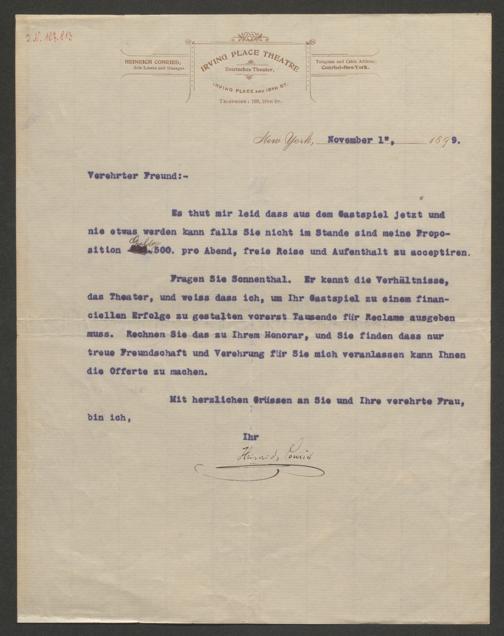 I.N. 163.813
HEINRICH CONRIED,
Sole Lessee and Manager.
IRVING PLACE THEATRE
Deutsches Theater,
IRVING PLACE AND 15TH ST.
Telegram and Cable Address:
Conried-New-York.
New York, November 1st, 1899.
Verehrter Freund:-
Es thut mir leid dass aus dem Gastspiel jetzt und
nie etwas werden kann falls Sie nicht im Stande sind meine Propo-
sition Gulden 500. pro Abend, freie Reise und Aufenthalt zu acceptiren.
Fragen Sie Sonnenthal. Er kennt die Verhältnisse,
das Theater, und weiss dass ich, um Ihr Gastspiel zu einem finan-
ciellen Erfolge zu gestalten vorerst Tausende für Reclame ausgeben
muss. Rechnen Sie das zu Ihrem Honorar, und Sie finden dass nur
treue Freundschaft und Verehrung für Sie mich veranlassen kann Ihnen
die Offerte zu machen.
Mit herzlichen Grüssen an Sie und Ihre verehrte Frau,
bin ich,
Ihr
Heinrich Conried